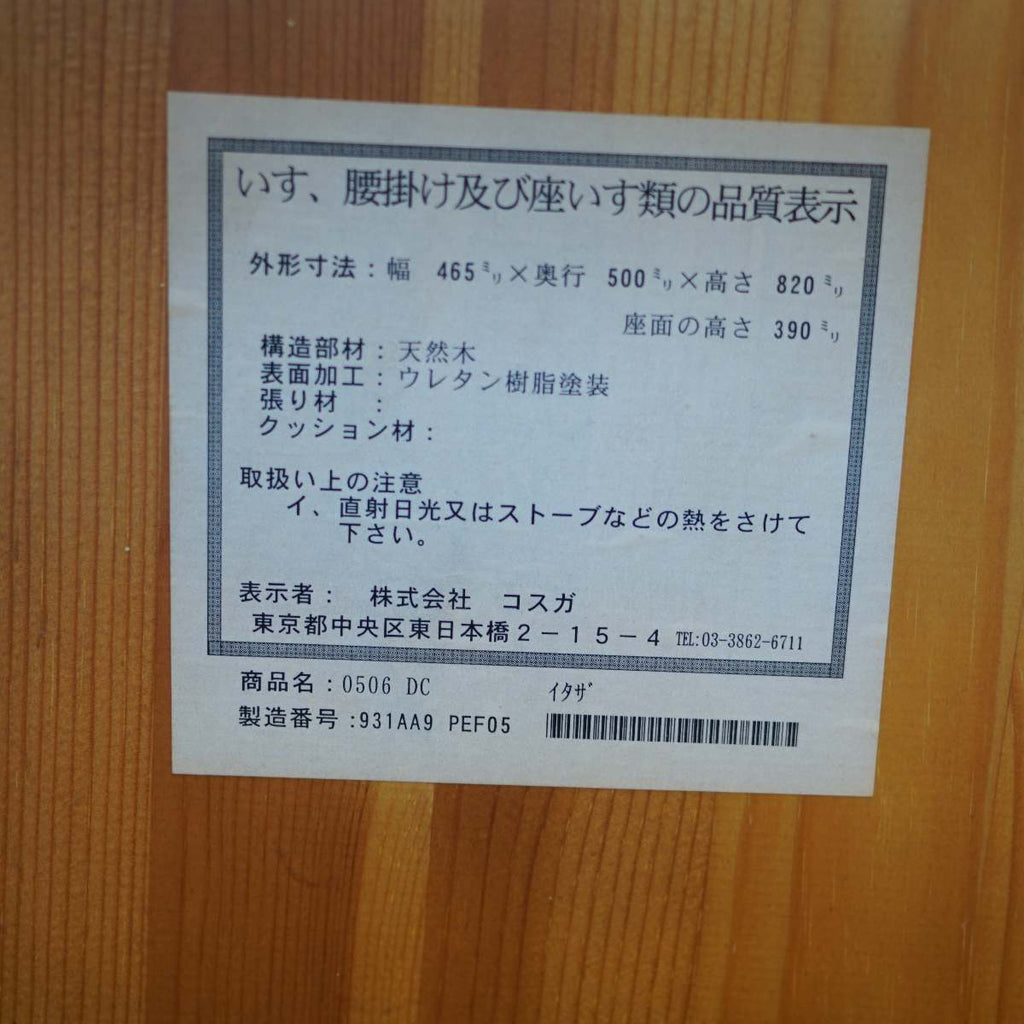 いす、腰掛け及び座いす類の品質表示
外形寸法：幅 465㍉×奥行 500㍉×高さ 820㍉
座面の高さ 390㍉
構造部材：天然木
表面加工：ウレタン樹脂塗装
張り材　：
クッション材：
取扱い上の注意
イ、直射日光又はストーブなどの熱をさけて
下さい。
表示者：　株式会社　コスガ
東京都中央区東日本橋２－１５－４ TEL:03-3862-6711
商品名：0506 DC ｲﾀｻﾞ
製造番号：931AA9 PEF05